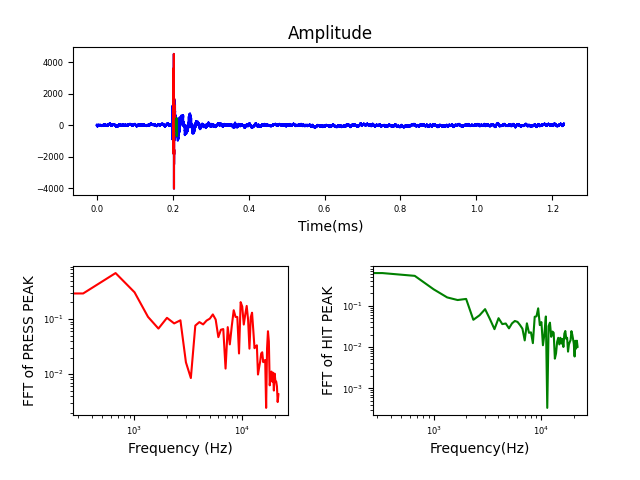 Amplitude
4000
2000
0
−2000
−4000
0.0 0.2 0.4 0.6 0.8 1.0 1.2
Time(ms)
FFT of PRESS PEAK
10⁻¹
10⁻²
10³ 10⁴
Frequency (Hz)
FFT of HIT PEAK
10⁻¹
10⁻²
10⁻³
10³ 10⁴
Frequency(Hz)